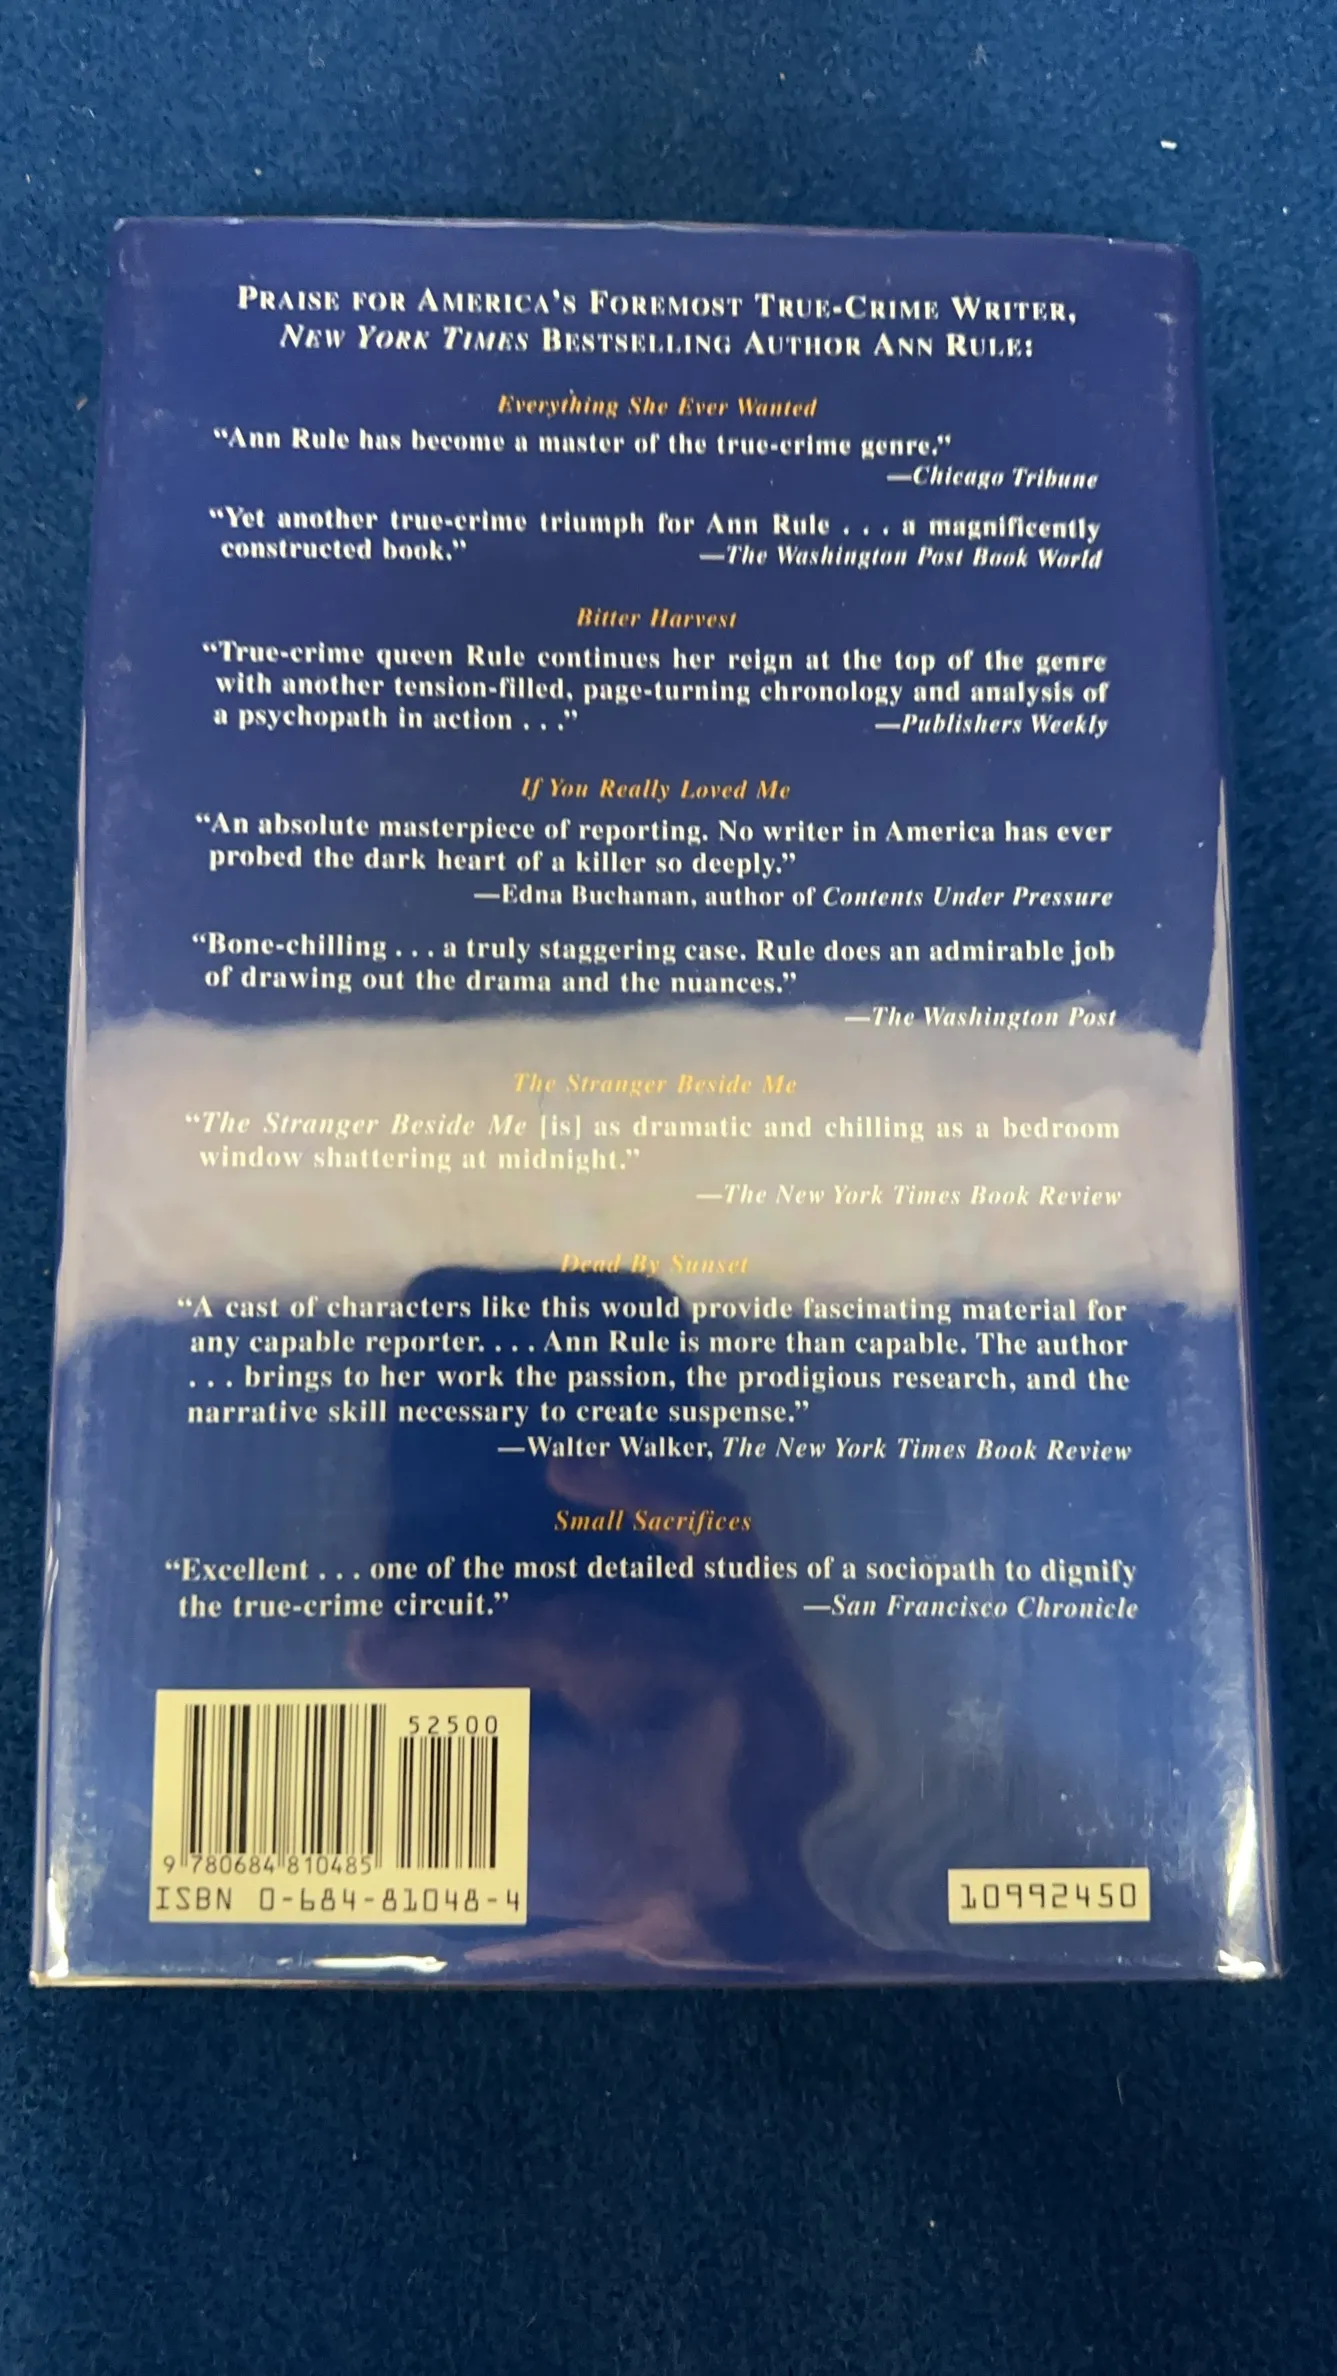 PRAISE FOR AMERICA'S FOREMOST TRUE-CRIME WRITER,
NEW YORK TIMES BESTSELLING AUTHOR ANN RULE:
Everything She Ever Wanted
“Ann Rule has become a master of the true-crime genre.”
—Chicago Tribune
“Yet another true-crime triumph for Ann Rule . . . a magnificently
constructed book.” —The Washington Post Book World
Bitter Harvest
“True-crime queen Rule continues her reign at the top of the genre
with another tension-filled, page-turning chronology and analysis of
a psychopath in action . . .” —Publishers Weekly
If You Really Loved Me
“An absolute masterpiece of reporting. No writer in America has ever
probed the dark heart of a killer so deeply.”
—Edna Buchanan, author of Contents Under Pressure
“Bone-chilling . . . a truly staggering case. Rule does an admirable job
of drawing out the drama and the nuances.”
—The Washington Post
The Stranger Beside Me
“The Stranger Beside Me [is] as dramatic and chilling as a bedroom
window shattering at midnight.”
—The New York Times Book Review
Dead By Sunset
“A cast of characters like this would provide fascinating material for
any capable reporter. . . . Ann Rule is more than capable. The author
. . . brings to her work the passion, the prodigious research, and the
narrative skill necessary to create suspense.”
—Walter Walker, The New York Times Book Review
Small Sacrifices
“Excellent . . . one of the most detailed studies of a sociopath to dignify
the true-crime circuit.” —San Francisco Chronicle
52500
9 780684 810485
ISBN 0-684-81048-4
10992450